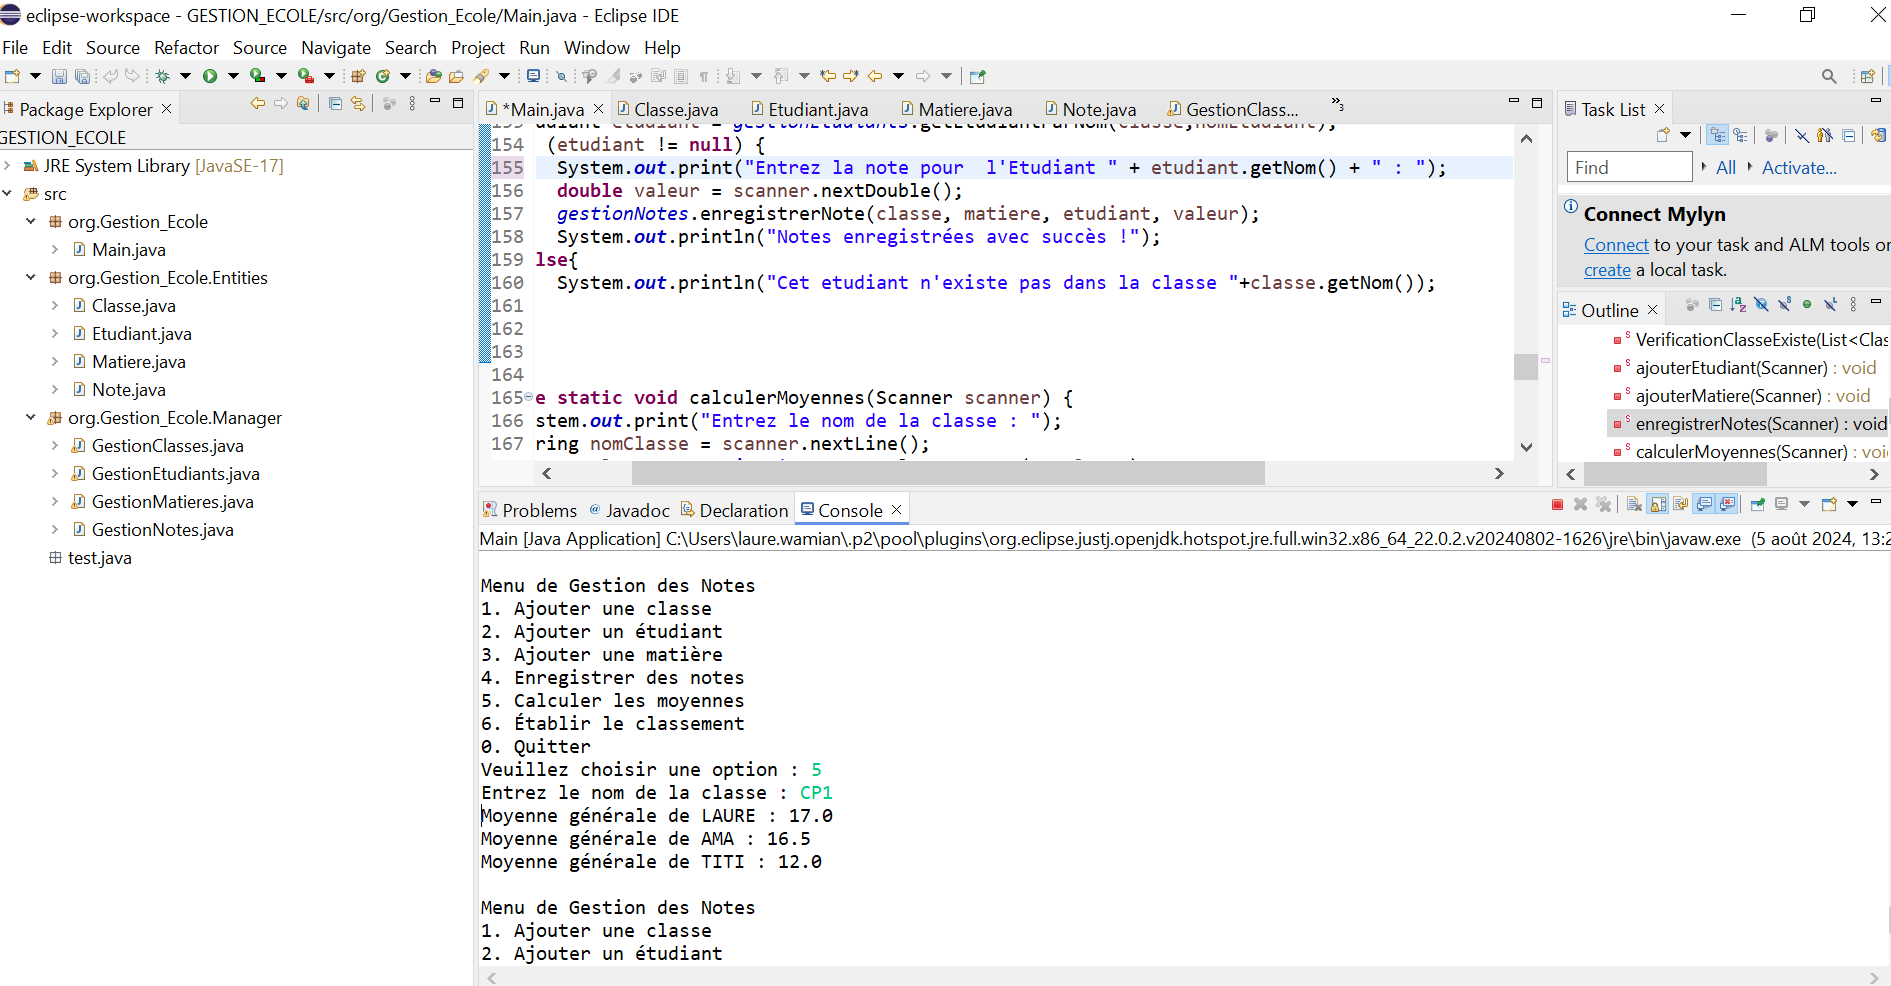 eclipse-workspace - GESTION_ECOLE/src/org/Gestion_Ecole/Main.java - Eclipse IDE
File Edit Source Refactor Source Navigate Search Project Run Window Help
Package Explorer
GESTION_ECOLE
JRE System Library [JavaSE-17]
src
org.Gestion_Ecole
Main.java
org.Gestion_Ecole.Entities
Classe.java
Etudiant.java
Matiere.java
Note.java
org.Gestion_Ecole.Manager
GestionClasses.java
GestionEtudiants.java
GestionMatieres.java
GestionNotes.java
test.java
*Main.java Classe.java Etudiant.java Matiere.java Note.java GestionClass... »3
153 udiant etudiant = gestionEtudiants.getEtudiantParNom(classe,nomEtudiant);
154 (etudiant != null) {
155 System.out.print("Entrez la note pour  l'Etudiant " + etudiant.getNom() + " : ");
156 double valeur = scanner.nextDouble();
157 gestionNotes.enregistrerNote(classe, matiere, etudiant, valeur);
158 System.out.println("Notes enregistrées avec succès !");
159 lse{
160 System.out.println("Cet etudiant n'existe pas dans la classe "+classe.getNom());
161
162
163
164
165 e static void calculerMoyennes(Scanner scanner) {
166 stem.out.print("Entrez le nom de la classe : ");
167 ring nomClasse = scanner.nextLine();
Task List
Find All Activate...
Connect Mylyn
Connect to your task and ALM tools or
create a local task.
Outline
VerificationClasseExiste(List<Clas
ajouterEtudiant(Scanner) : void
ajouterMatiere(Scanner) : void
enregistrerNotes(Scanner) : void
calculerMoyennes(Scanner) : voi
Problems @ Javadoc Declaration Console
Main [Java Application] C:\Users\laure.wamian\.p2\pool\plugins\org.eclipse.justj.openjdk.hotspot.jre.full.win32.x86_64_22.0.2.v20240802-1626\jre\bin\javaw.exe (5 août 2024, 13:2
Menu de Gestion des Notes
1. Ajouter une classe
2. Ajouter un étudiant
3. Ajouter une matière
4. Enregistrer des notes
5. Calculer les moyennes
6. Établir le classement
0. Quitter
Veuillez choisir une option : 5
Entrez le nom de la classe : CP1
Moyenne générale de LAURE : 17.0
Moyenne générale de AMA : 16.5
Moyenne générale de TITI : 12.0
Menu de Gestion des Notes
1. Ajouter une classe
2. Ajouter un étudiant